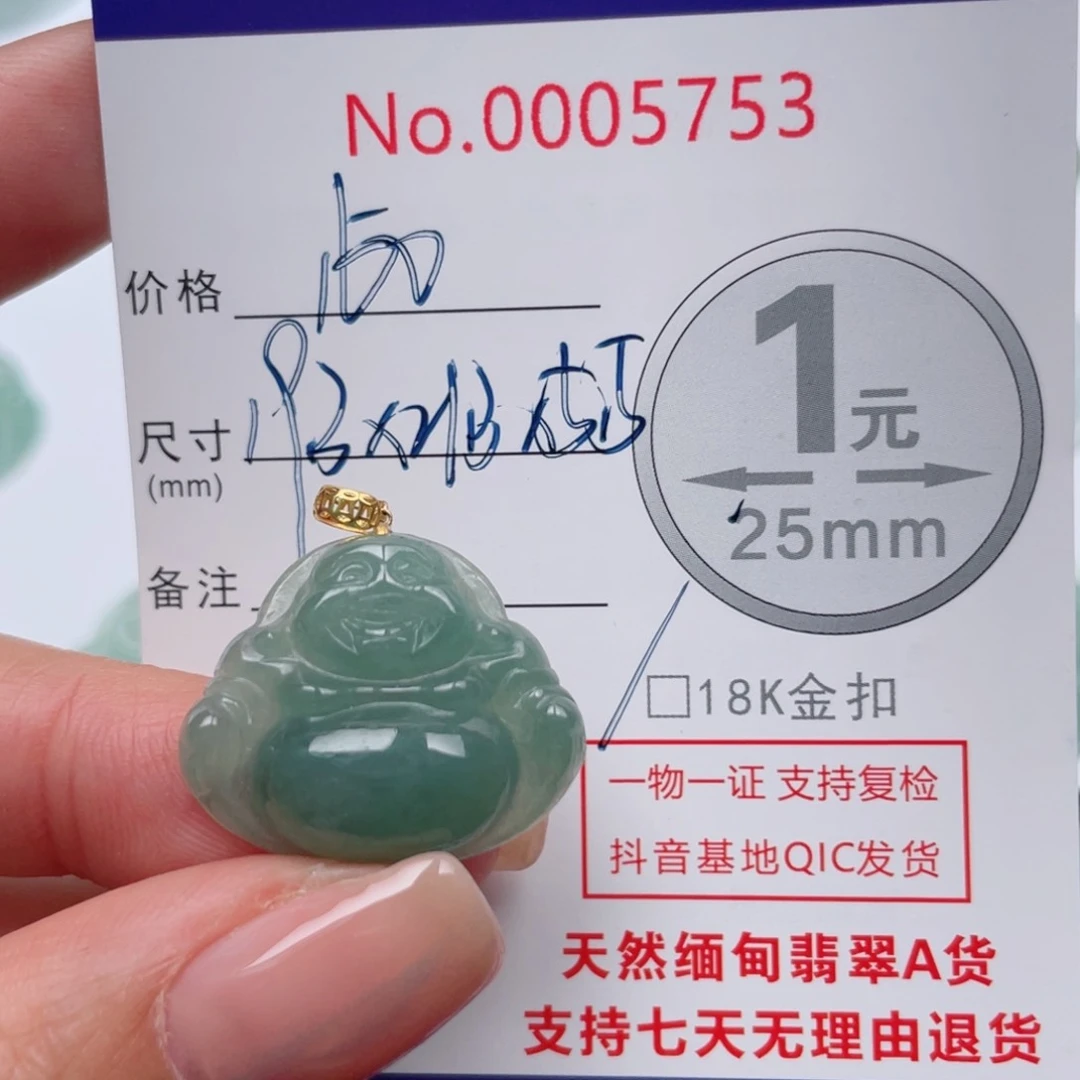 No.0005753
价格
尺寸
(mm)
备注
1元
25mm
□18K金扣
一物一证 支持复检
抖音基地QIC发货
天然缅甸翡翠A货
支持七天无理由退货